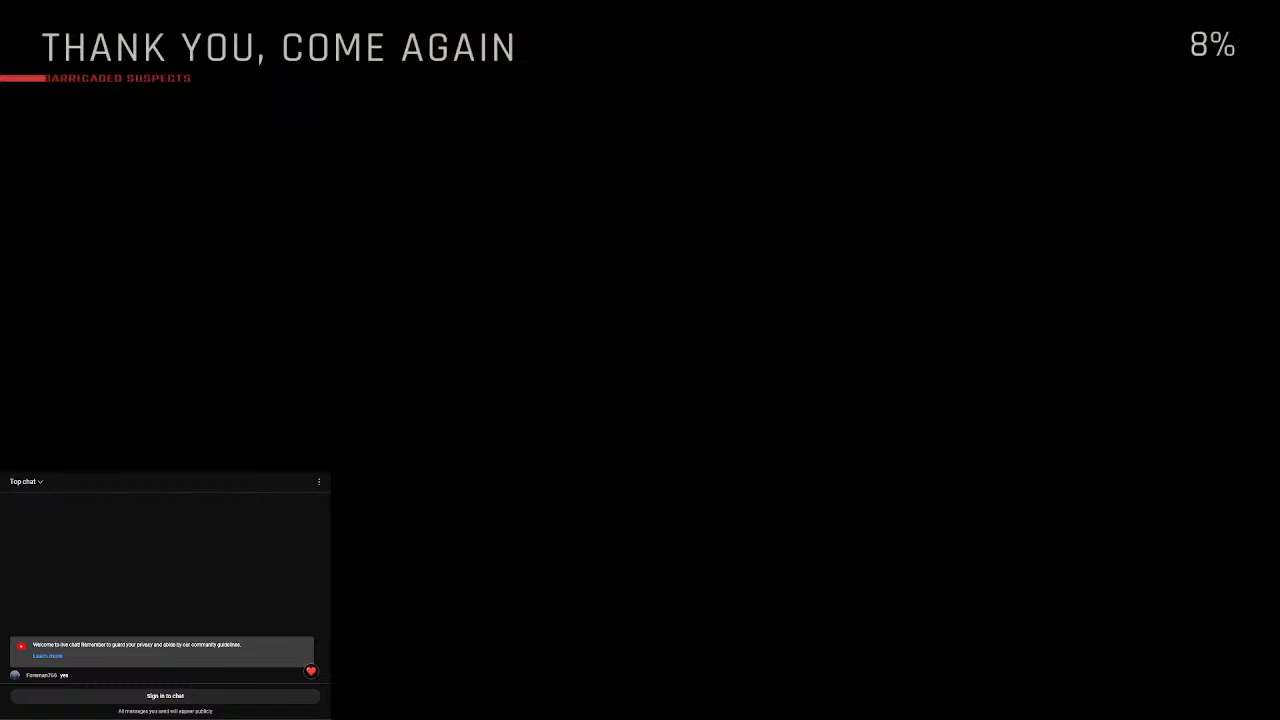 THANK YOU, COME AGAIN
8%
BARRICADED SUSPECTS
Top chat
Welcome to live chat! Remember to guard your privacy and abide by our community guidelines.
Learn more
Foreman766 yes
Sign in to chat
All messages you send will appear publicly